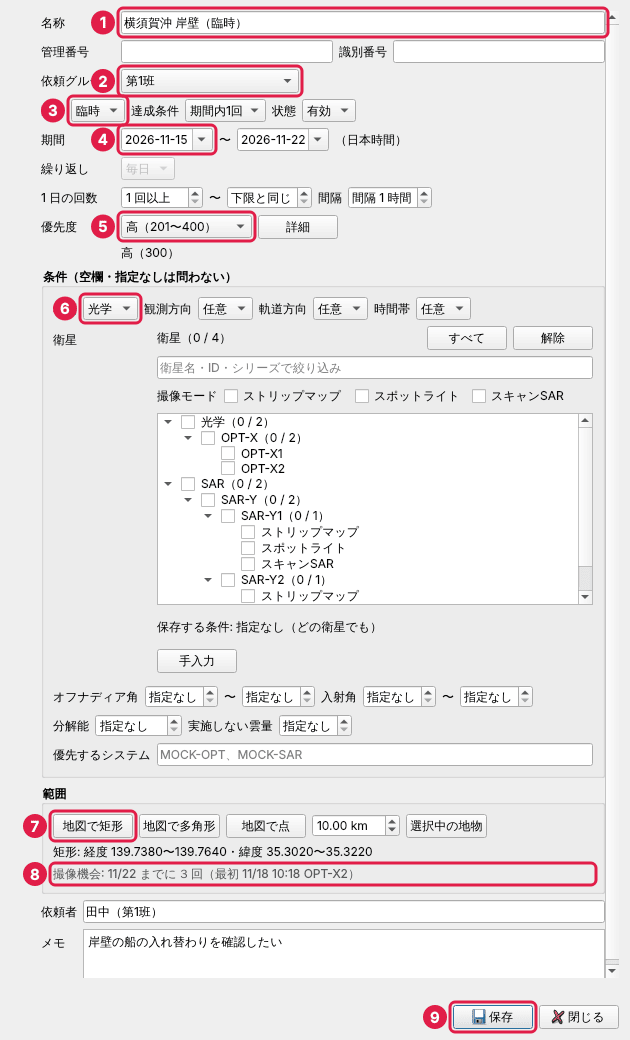 名称 1 横須賀沖 岸壁（臨時）
管理番号 識別番号
依頼グル 2 第1班
3 臨時 達成条件 期間内1回 状態 有効
期間 4 2026-11-15 〜 2026-11-22 （日本時間）
繰り返し 毎日
1 日の回数 1 回以上 〜 下限と同じ 間隔 間隔 1 時間
優先度 5 高（201〜400） 詳細
高（300）
条件（空欄・指定なしは問わない）
6 光学 観測方向 任意 軌道方向 任意 時間帯 任意
衛星 衛星（0 / 4） すべて 解除
衛星名・ID・シリーズで絞り込み
撮像モード ストリップマップ スポットライト スキャンSAR
光学（0 / 2）
OPT-X（0 / 2）
OPT-X1
OPT-X2
SAR（0 / 2）
SAR-Y（0 / 2）
SAR-Y1（0 / 1）
ストリップマップ
スポットライト
スキャンSAR
SAR-Y2（0 / 1）
ストリップマップ
保存する条件: 指定なし（どの衛星でも）
手入力
オフナディア角 指定なし 〜 指定なし 入射角 指定なし 〜 指定なし
分解能 指定なし 実施しない雲量 指定なし
優先するシステム MOCK-OPT、MOCK-SAR
範囲
7 地図で矩形 地図で多角形 地図で点 10.00 km 選択中の地物
矩形: 経度 139.7380〜139.7640・緯度 35.3020〜35.3220
8 撮像機会: 11/22 までに 3 回（最初 11/18 10:18 OPT-X2）
依頼者 田中（第1班）
メモ 岸壁の船の入れ替わりを確認したい
9 保存 閉じる